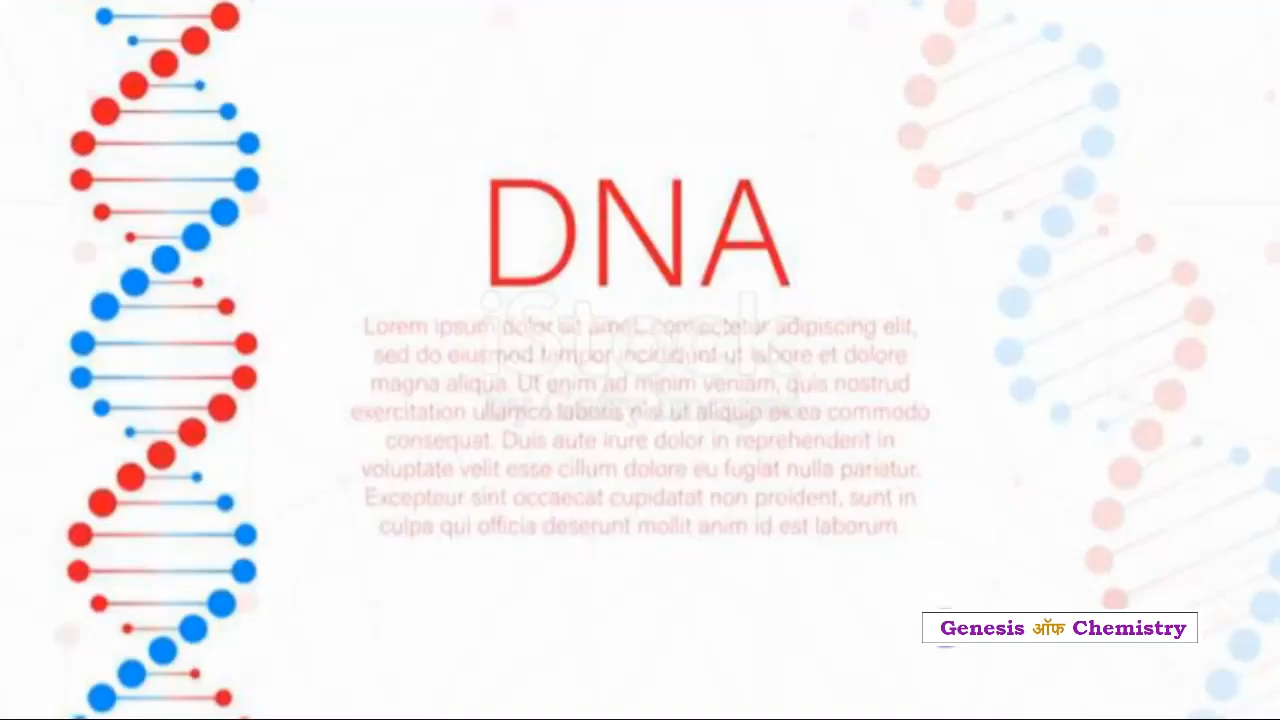 DNA
iStock
Lorem ipsum dolor sit amet, consectetur adipiscing elit,
sed do eiusmod tempor incididunt ut labore et dolore
magna aliqua. Ut enim ad minim veniam, quis nostrud
exercitation ullamco laboris nisi ut aliquip ex ea commodo
consequat. Duis aute irure dolor in reprehenderit in
voluptate velit esse cillum dolore eu fugiat nulla pariatur.
Excepteur sint occaecat cupidatat non proident, sunt in
culpa qui officia deserunt mollit anim id est laborum
Genesis ऑफ Chemistry